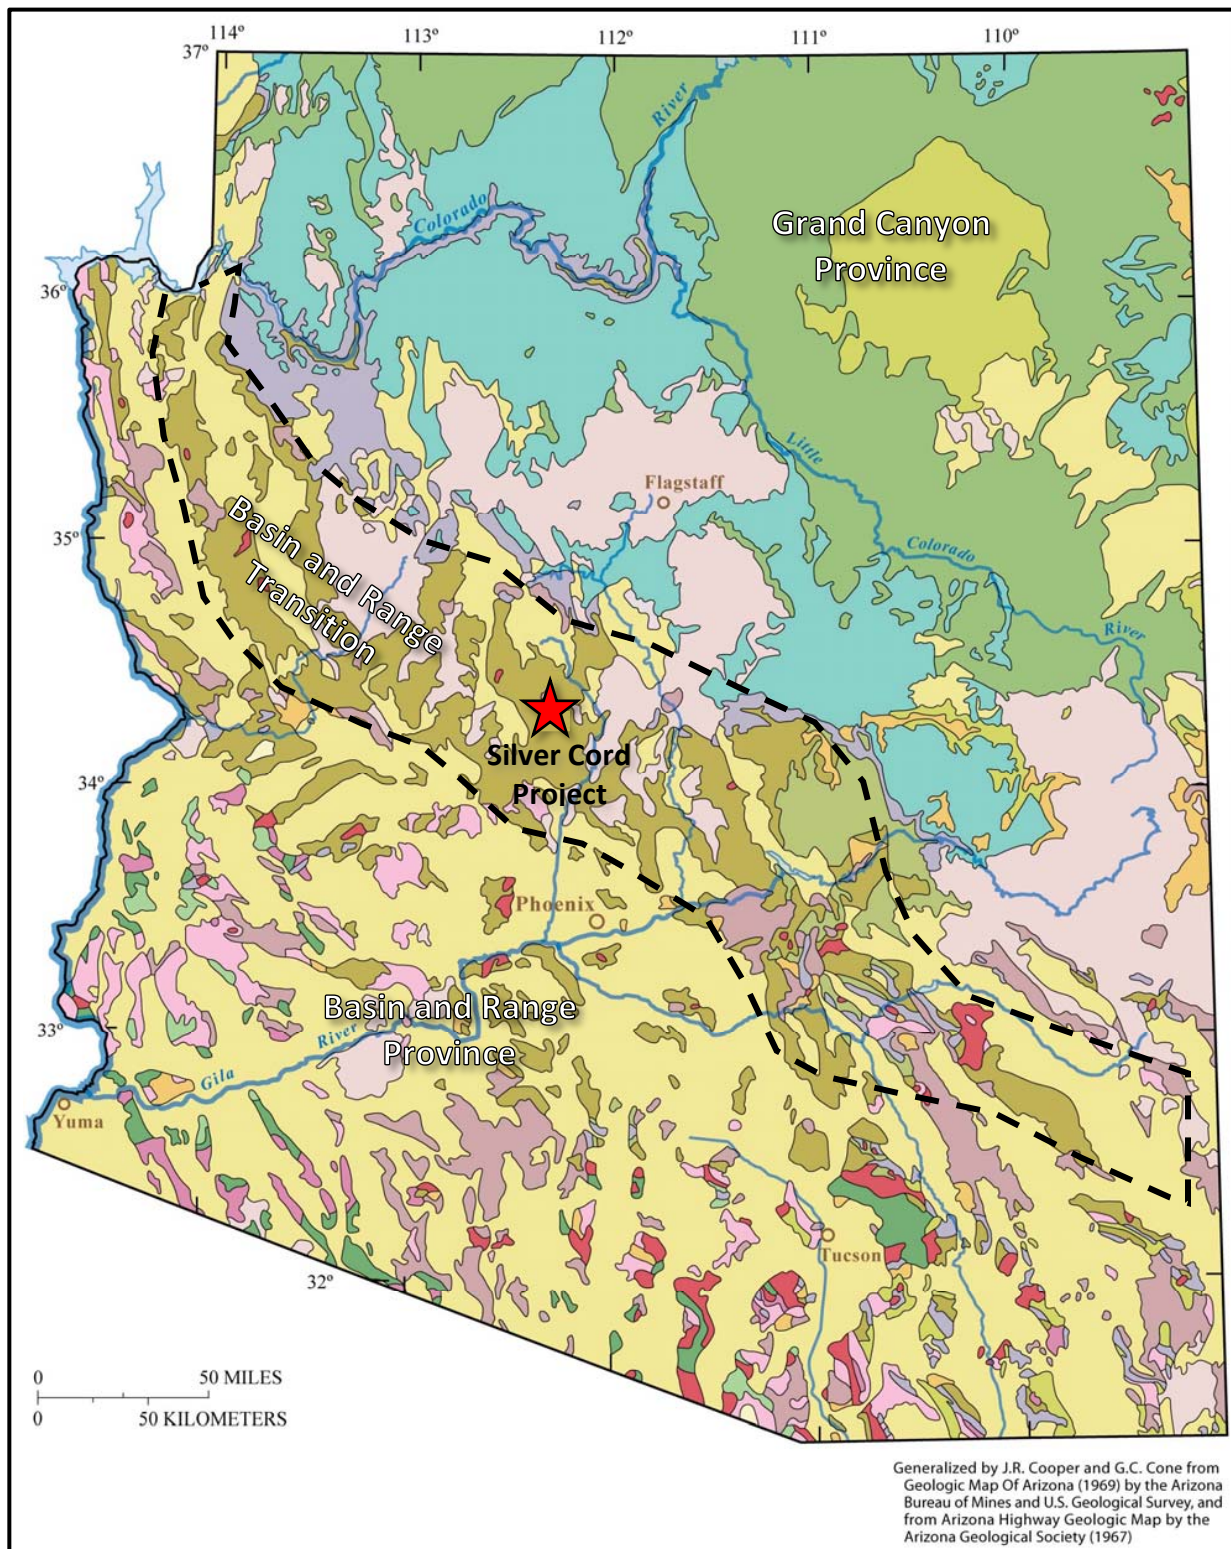 114º 113º 112º 111º 110º
37º
River
Colorado
Grand Canyon
Province
36º
Little
Flagstaff
35º
Colorado
Basin and Range
Transition
River
Silver Cord
Project
34º
Phoenix
Basin and Range
Province
33º
River
Gila
Yuma
Tucson
32º
0 50 MILES
0 50 KILOMETERS
Generalized by J.R. Cooper and G.C. Cone from
Geologic Map Of Arizona (1969) by the Arizona
Bureau of Mines and U.S. Geological Survey, and
from Arizona Highway Geologic Map by the
Arizona Geological Society (1967)